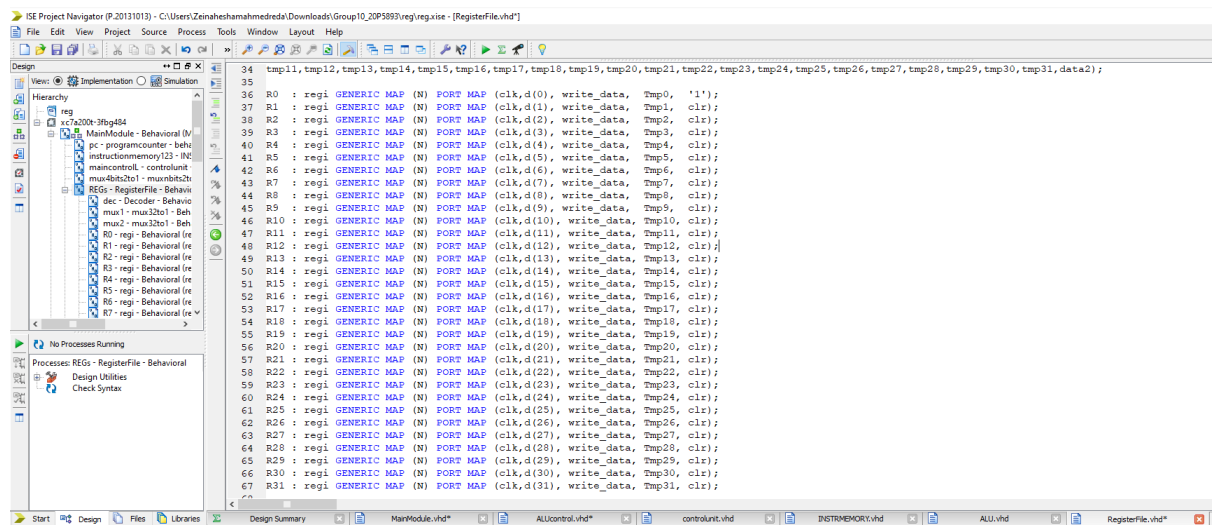 ISE Project Navigator (P.20131013) - C:\Users\Zeinaheshamahmedreda\Downloads\Group10_20P5893\reg\reg.xise - [RegisterFile.vhd*]
File Edit View Project Source Process Tools Window Layout Help
Design
View: Implementation Simulation
Hierarchy
reg
xc7a200t-3fbg484
MainModule - Behavioral (M
pc - programcounter - beha
instructionmemory123 - INS
maincontrolL - controlunit -
mux4bits2to1 - muxnbits2to
REGs - RegisterFile - Behavio
dec - Decoder - Behavio
mux1 - mux32to1 - Beh
mux2 - mux32to1 - Beh
R0 - regi - Behavioral (re
R1 - regi - Behavioral (re
R2 - regi - Behavioral (re
R3 - regi - Behavioral (re
R4 - regi - Behavioral (re
R5 - regi - Behavioral (re
R6 - regi - Behavioral (re
R7 - regi - Behavioral (re
No Processes Running
Processes: REGs - RegisterFile - Behavioral
Design Utilities
Check Syntax
34 tmp11,tmp12,tmp13,tmp14,tmp15,tmp16,tmp17,tmp18,tmp19,tmp20,tmp21,tmp22,tmp23,tmp24,tmp25,tmp26,tmp27,tmp28,tmp29,tmp30,tmp31,data2);
35
36 R0 : regi GENERIC MAP (N) PORT MAP (clk,d(0), write_data, Tmp0, '1');
37 R1 : regi GENERIC MAP (N) PORT MAP (clk,d(1), write_data, Tmp1, clr);
38 R2 : regi GENERIC MAP (N) PORT MAP (clk,d(2), write_data, Tmp2, clr);
39 R3 : regi GENERIC MAP (N) PORT MAP (clk,d(3), write_data, Tmp3, clr);
40 R4 : regi GENERIC MAP (N) PORT MAP (clk,d(4), write_data, Tmp4, clr);
41 R5 : regi GENERIC MAP (N) PORT MAP (clk,d(5), write_data, Tmp5, clr);
42 R6 : regi GENERIC MAP (N) PORT MAP (clk,d(6), write_data, Tmp6, clr);
43 R7 : regi GENERIC MAP (N) PORT MAP (clk,d(7), write_data, Tmp7, clr);
44 R8 : regi GENERIC MAP (N) PORT MAP (clk,d(8), write_data, Tmp8, clr);
45 R9 : regi GENERIC MAP (N) PORT MAP (clk,d(9), write_data, Tmp9, clr);
46 R10 : regi GENERIC MAP (N) PORT MAP (clk,d(10), write_data, Tmp10, clr);
47 R11 : regi GENERIC MAP (N) PORT MAP (clk,d(11), write_data, Tmp11, clr);
48 R12 : regi GENERIC MAP (N) PORT MAP (clk,d(12), write_data, Tmp12, clr);
49 R13 : regi GENERIC MAP (N) PORT MAP (clk,d(13), write_data, Tmp13, clr);
50 R14 : regi GENERIC MAP (N) PORT MAP (clk,d(14), write_data, Tmp14, clr);
51 R15 : regi GENERIC MAP (N) PORT MAP (clk,d(15), write_data, Tmp15, clr);
52 R16 : regi GENERIC MAP (N) PORT MAP (clk,d(16), write_data, Tmp16, clr);
53 R17 : regi GENERIC MAP (N) PORT MAP (clk,d(17), write_data, Tmp17, clr);
54 R18 : regi GENERIC MAP (N) PORT MAP (clk,d(18), write_data, Tmp18, clr);
55 R19 : regi GENERIC MAP (N) PORT MAP (clk,d(19), write_data, Tmp19, clr);
56 R20 : regi GENERIC MAP (N) PORT MAP (clk,d(20), write_data, Tmp20, clr);
57 R21 : regi GENERIC MAP (N) PORT MAP (clk,d(21), write_data, Tmp21, clr);
58 R22 : regi GENERIC MAP (N) PORT MAP (clk,d(22), write_data, Tmp22, clr);
59 R23 : regi GENERIC MAP (N) PORT MAP (clk,d(23), write_data, Tmp23, clr);
60 R24 : regi GENERIC MAP (N) PORT MAP (clk,d(24), write_data, Tmp24, clr);
61 R25 : regi GENERIC MAP (N) PORT MAP (clk,d(25), write_data, Tmp25, clr);
62 R26 : regi GENERIC MAP (N) PORT MAP (clk,d(26), write_data, Tmp26, clr);
63 R27 : regi GENERIC MAP (N) PORT MAP (clk,d(27), write_data, Tmp27, clr);
64 R28 : regi GENERIC MAP (N) PORT MAP (clk,d(28), write_data, Tmp28, clr);
65 R29 : regi GENERIC MAP (N) PORT MAP (clk,d(29), write_data, Tmp29, clr);
66 R30 : regi GENERIC MAP (N) PORT MAP (clk,d(30), write_data, Tmp30, clr);
67 R31 : regi GENERIC MAP (N) PORT MAP (clk,d(31), write_data, Tmp31, clr);
Start Design Files Libraries Design Summary MainModule.vhd* ALUcontrol.vhd* controlunit.vhd INSTRMEMORY.vhd ALU.vhd RegisterFile.vhd*